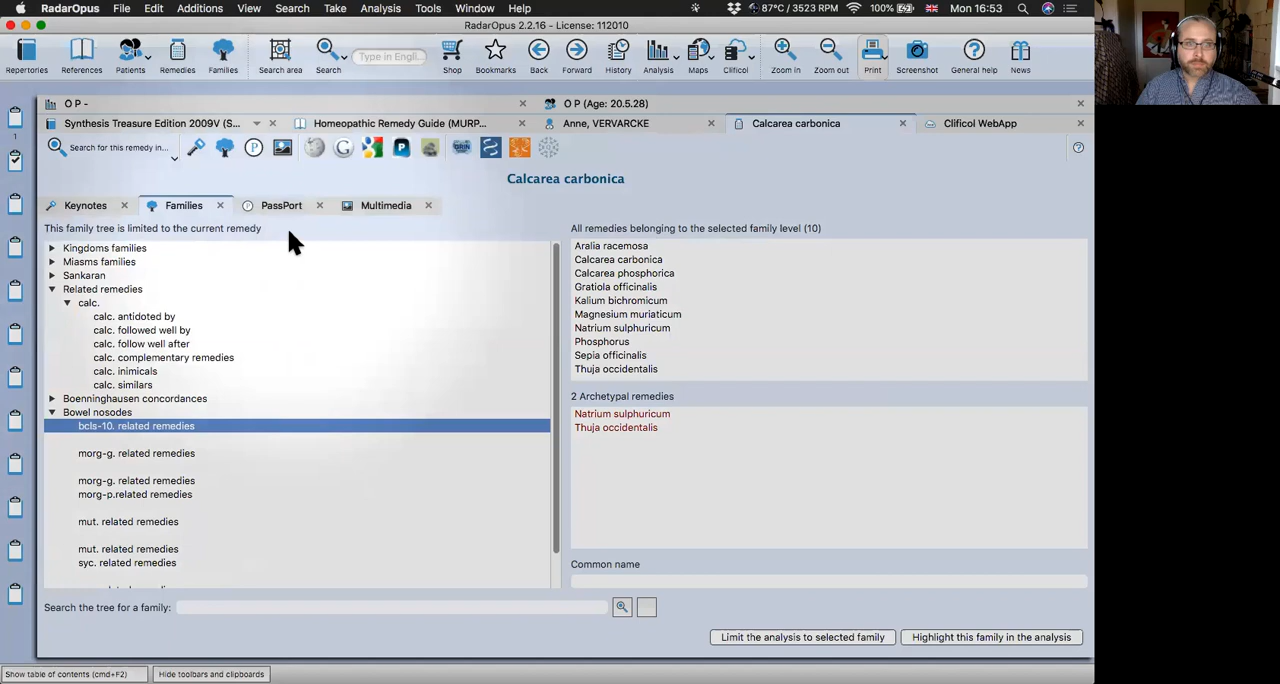 RadarOpus File Edit Additions View Search Take Analysis Tools Window Help 87°C / 3523 RPM 100% Mon 16:53
RadarOpus 2.2.16 - License: 112010
Type in Engli...
Repertories References Patients Remedies Families Search area Search Shop Bookmarks Back Forward History Analysis Maps Clificol Zoom in Zoom out Print Screenshot General help News
O P - O P (Age: 20.5.28)
1
Synthesis Treasure Edition 2009V (S... Homeopathic Remedy Guide (MURP... Anne, VERVARCKE Calcarea carbonica Clificol WebApp
Search for this remedy in...
Calcarea carbonica
Keynotes Families PassPort Multimedia
This family tree is limited to the current remedy
Kingdoms families
Miasms families
Sankaran
Related remedies
calc.
calc. antidoted by
calc. followed well by
calc. follow well after
calc. complementary remedies
calc. inimicals
calc. similars
Boenninghausen concordances
Bowel nosodes
bcls-10. related remedies
morg-g. related remedies
morg-g. related remedies
morg-p.related remedies
mut. related remedies
mut. related remedies
syc. related remedies
All remedies belonging to the selected family level (10)
Aralia racemosa
Calcarea carbonica
Calcarea phosphorica
Gratiola officinalis
Kalium bichromicum
Magnesium muriaticum
Natrium sulphuricum
Phosphorus
Sepia officinalis
Thuja occidentalis
2 Archetypal remedies
Natrium sulphuricum
Thuja occidentalis
Common name
Search the tree for a family:
Limit the analysis to selected family Highlight this family in the analysis
Show table of contents (cmd+F2) Hide toolbars and clipboards